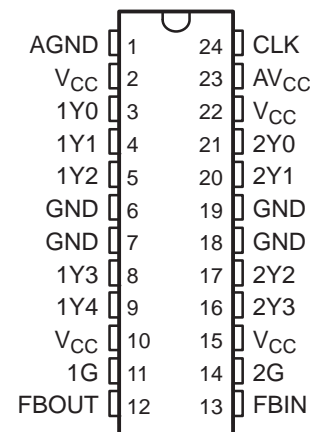 AGND 1 24 CLK
VCC 2 23 AVCC
1Y0 3 22 VCC
1Y1 4 21 2Y0
1Y2 5 20 2Y1
GND 6 19 GND
GND 7 18 GND
1Y3 8 17 2Y2
1Y4 9 16 2Y3
VCC 10 15 VCC
1G 11 14 2G
FBOUT 12 13 FBIN